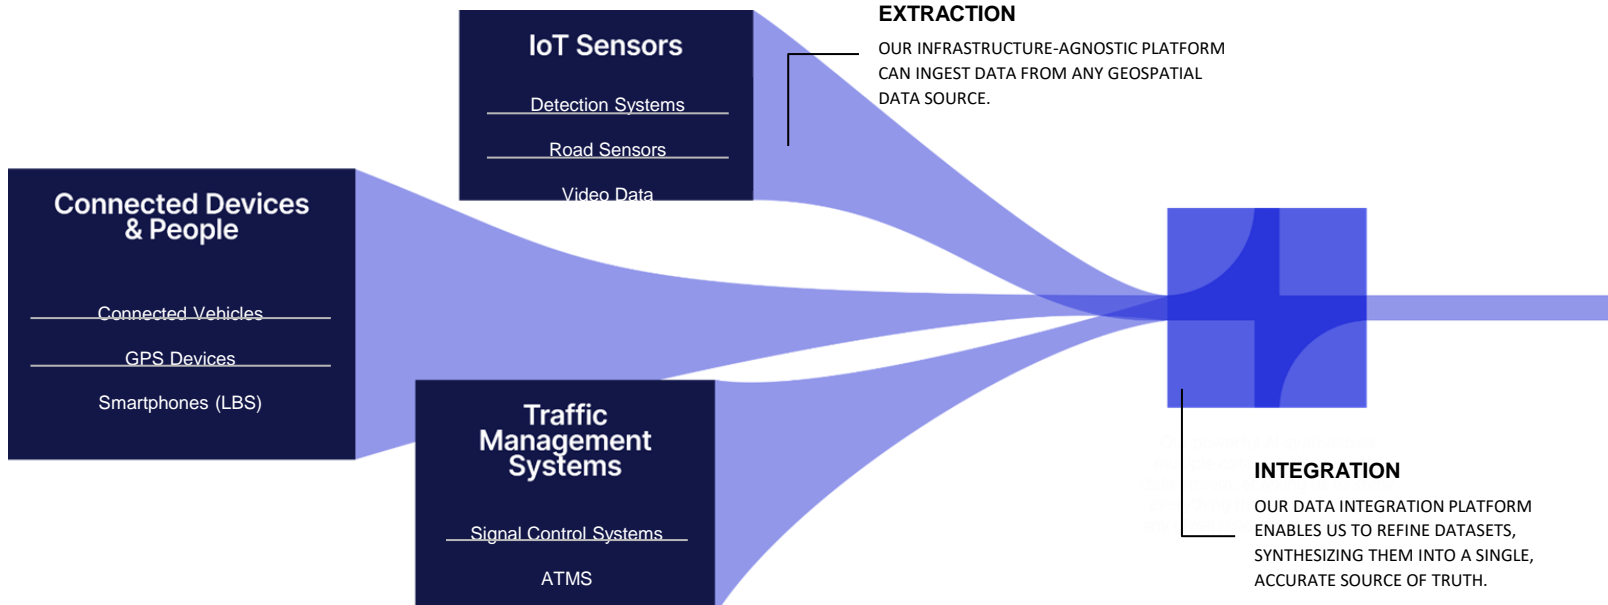 EXTRACTION
OUR INFRASTRUCTURE-AGNOSTIC PLATFORM
CAN INGEST DATA FROM ANY GEOSPATIAL
DATA SOURCE.
IoT Sensors
Detection Systems
Road Sensors
Video Data
Connected Devices
& People
Connected Vehicles
GPS Devices
Smartphones (LBS)
Traffic
Management
Systems
Signal Control Systems
ATMS
INTEGRATION
OUR DATA INTEGRATION PLATFORM
ENABLES US TO REFINE DATASETS,
SYNTHESIZING THEM INTO A SINGLE,
ACCURATE SOURCE OF TRUTH.